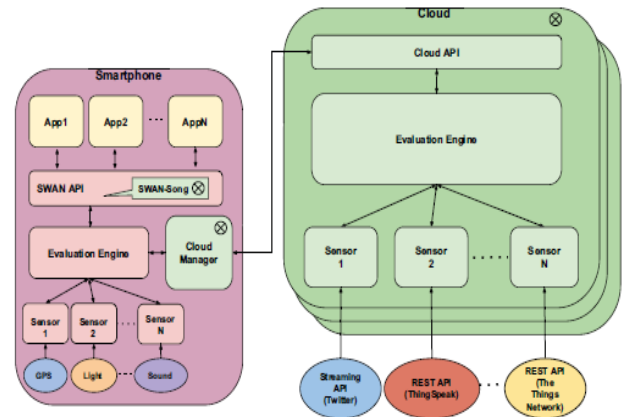 Cloud
Cloud API
Evaluation Engine
Sensor
1
Sensor
2
.....
Sensor
N
Streaming
API
(Twitter)
REST API
(ThingSpeak)
...
REST API
(The
Things
Network)
Smartphone
App1
App2
...
AppN
SWAN API
SWAN-Song
Evaluation Engine
Cloud
Manager
Sensor
1
Sensor
2
....
Sensor
N
GPS
Light
...
Sound